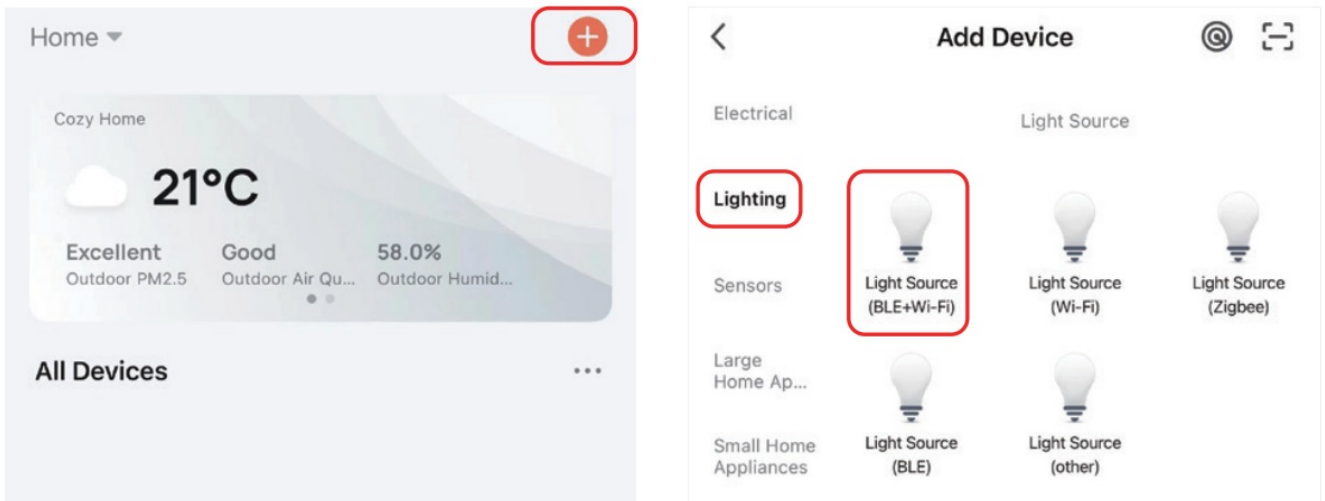 Home
Cozy Home
21°C
Excellent Good 58.0%
Outdoor PM2.5 Outdoor Air Qu... Outdoor Humid...
All Devices
Add Device
Electrical
Lighting
Sensors
Large
Home Ap...
Small Home
Appliances
Light Source
Light Source
(BLE+Wi-Fi)
Light Source
(Wi-Fi)
Light Source
(Zigbee)
Light Source
(BLE)
Light Source
(other)